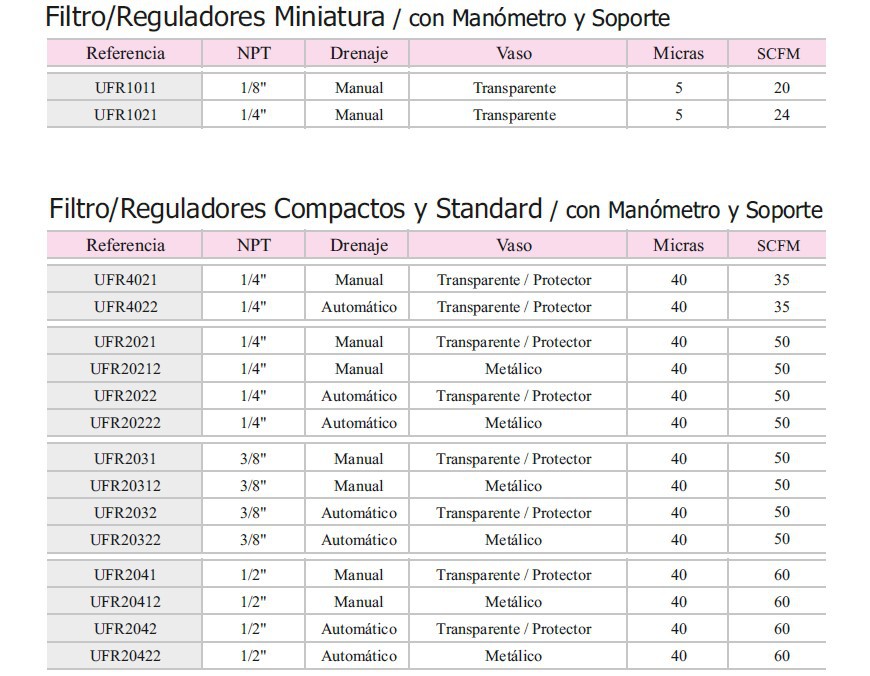 Filtro/Reguladores Miniatura / con Manómetro y Soporte
Referencia NPT Drenaje Vaso Micras SCFM
UFR1011 1/8" Manual Transparente 5 20
UFR1021 1/4" Manual Transparente 5 24
Filtro/Reguladores Compactos y Standard / con Manómetro y Soporte
Referencia NPT Drenaje Vaso Micras SCFM
UFR4021 1/4" Manual Transparente / Protector 40 35
UFR4022 1/4" Automático Transparente / Protector 40 35
UFR2021 1/4" Manual Transparente / Protector 40 50
UFR20212 1/4" Manual Metálico 40 50
UFR2022 1/4" Automático Transparente / Protector 40 50
UFR20222 1/4" Automático Metálico 40 50
UFR2031 3/8" Manual Transparente / Protector 40 50
UFR20312 3/8" Manual Metálico 40 50
UFR2032 3/8" Automático Transparente / Protector 40 50
UFR20322 3/8" Automático Metálico 40 50
UFR2041 1/2" Manual Transparente / Protector 40 60
UFR20412 1/2" Manual Metálico 40 60
UFR2042 1/2" Automático Transparente / Protector 40 60
UFR20422 1/2" Automático Metálico 40 60